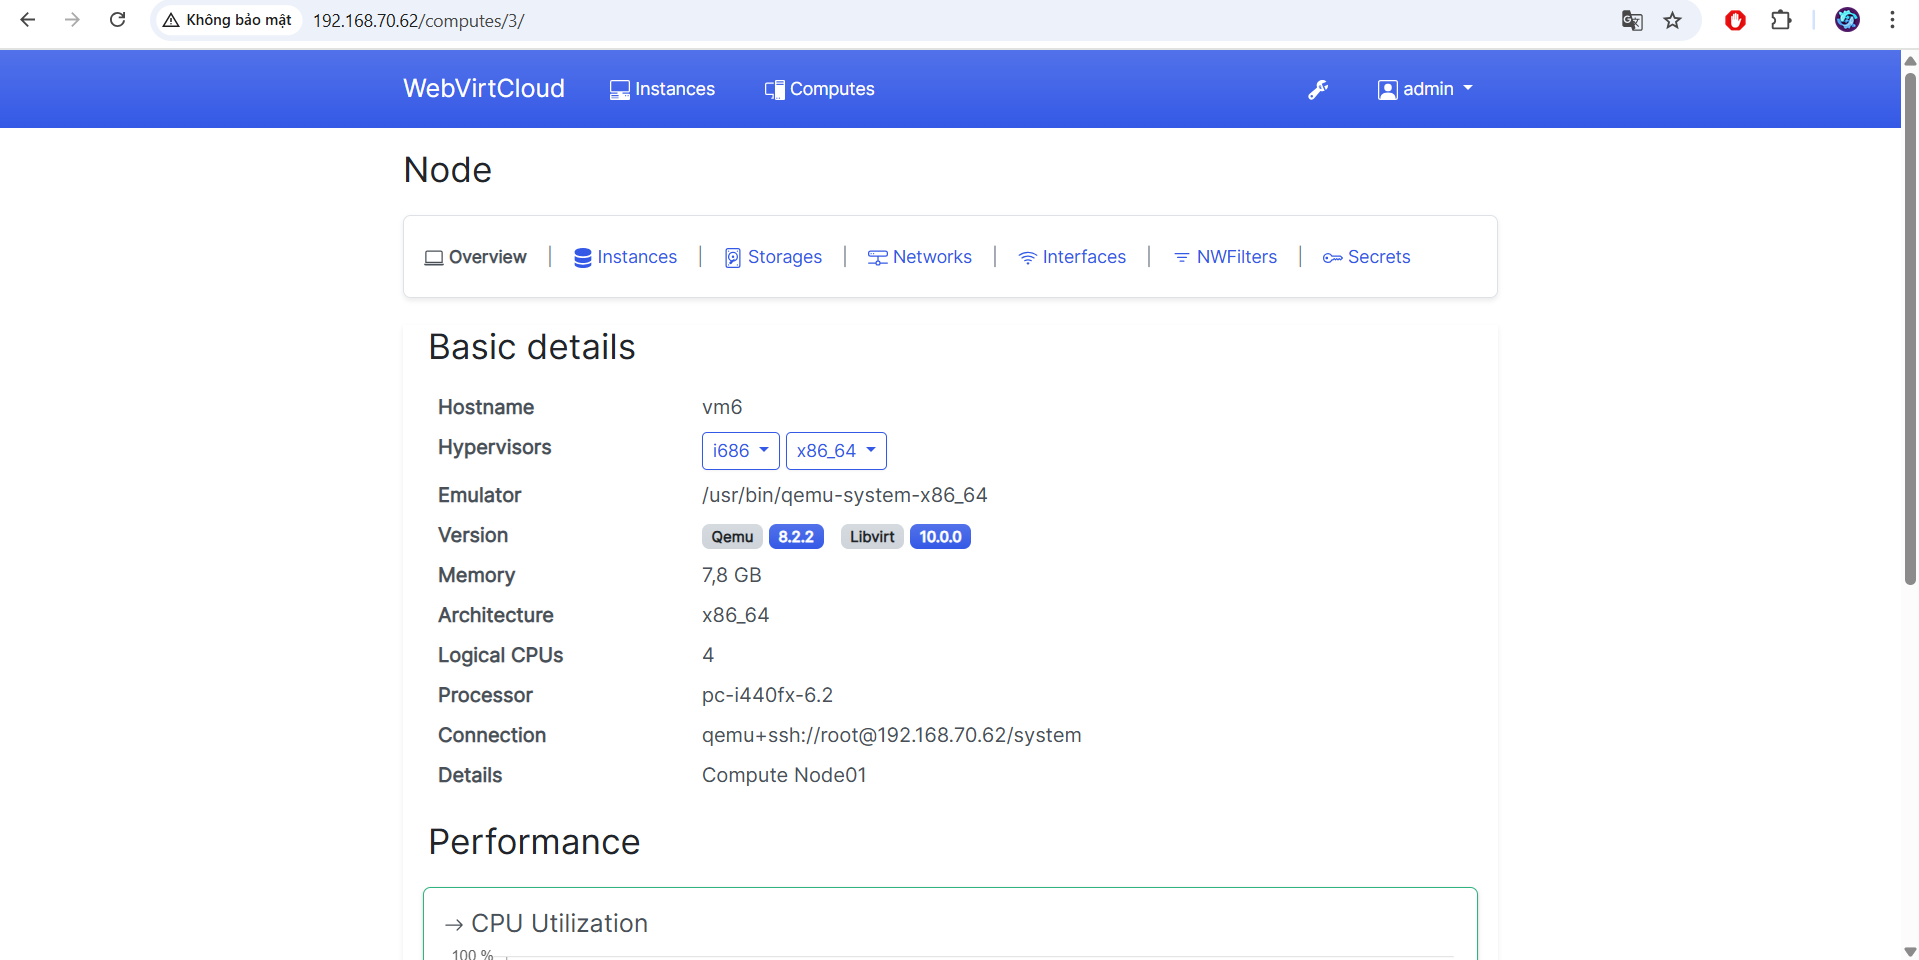 Không bảo mật 192.168.70.62/computes/3/
WebVirtCloud Instances Computes admin
Node
Overview Instances Storages Networks Interfaces NWFilters Secrets
Basic details
Hostname vm6
Hypervisors i686 x86_64
Emulator /usr/bin/qemu-system-x86_64
Version Qemu 8.2.2 Libvirt 10.0.0
Memory 7,8 GB
Architecture x86_64
Logical CPUs 4
Processor pc-i440fx-6.2
Connection qemu+ssh://root@192.168.70.62/system
Details Compute Node01
Performance
→ CPU Utilization
100 %